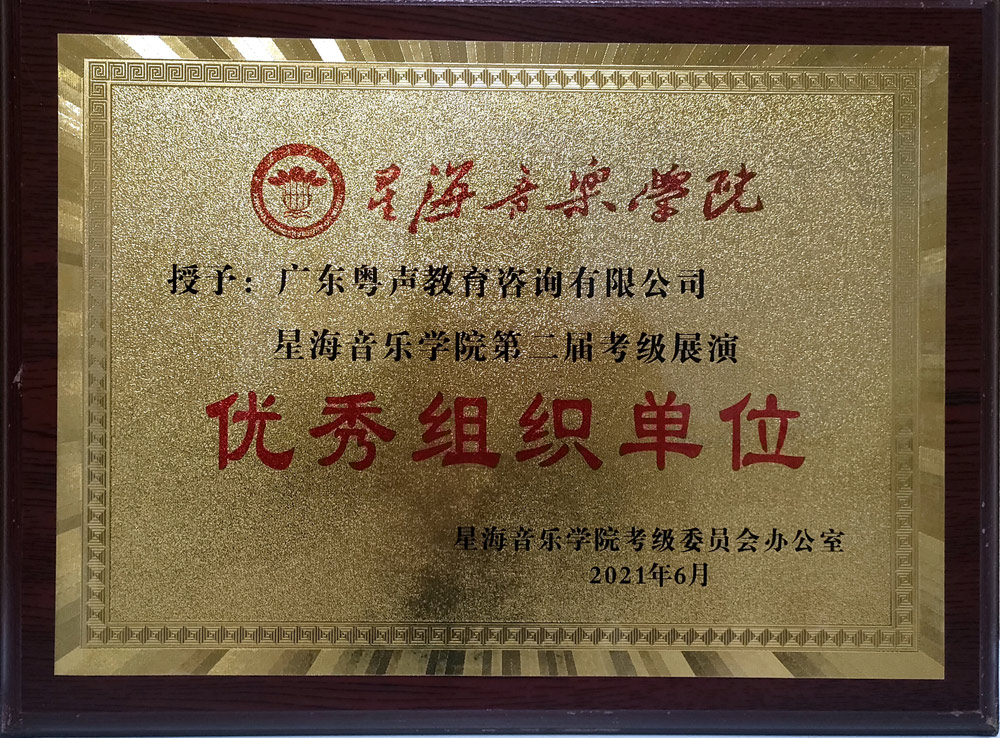 星海音乐学院
授予：广东粤声教育咨询有限公司
星海音乐学院第二届考级展演
优秀组织单位
星海音乐学院考级委员会办公室
2021年6月